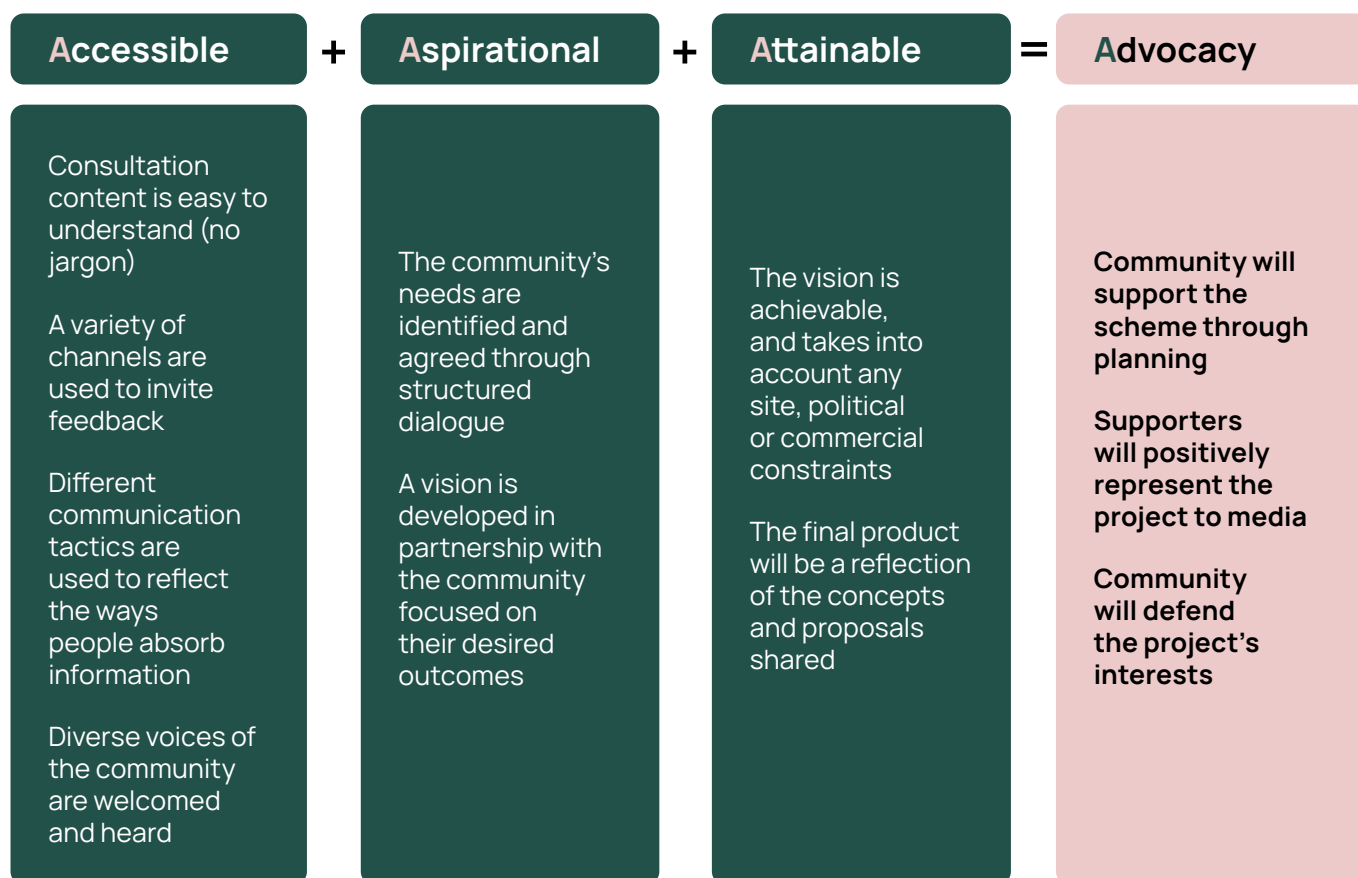 Accessible + Aspirational + Attainable = Advocacy
Consultation
content is easy to
understand (no
jargon)
A variety of
channels are
used to invite
feedback
Different
communication
tactics are
used to reflect
the ways
people absorb
information
Diverse voices of
the community
are welcomed
and heard
The community’s
needs are
identified and
agreed through
structured
dialogue
A vision is
developed in
partnership with
the community
focused on
their desired
outcomes
The vision is
achievable,
and takes into
account any
site, political
or commercial
constraints
The final product
will be a reflection
of the concepts
and proposals
shared
Community will
support the
scheme through
planning
Supporters
will positively
represent the
project to media
Community
will defend
the project’s
interests